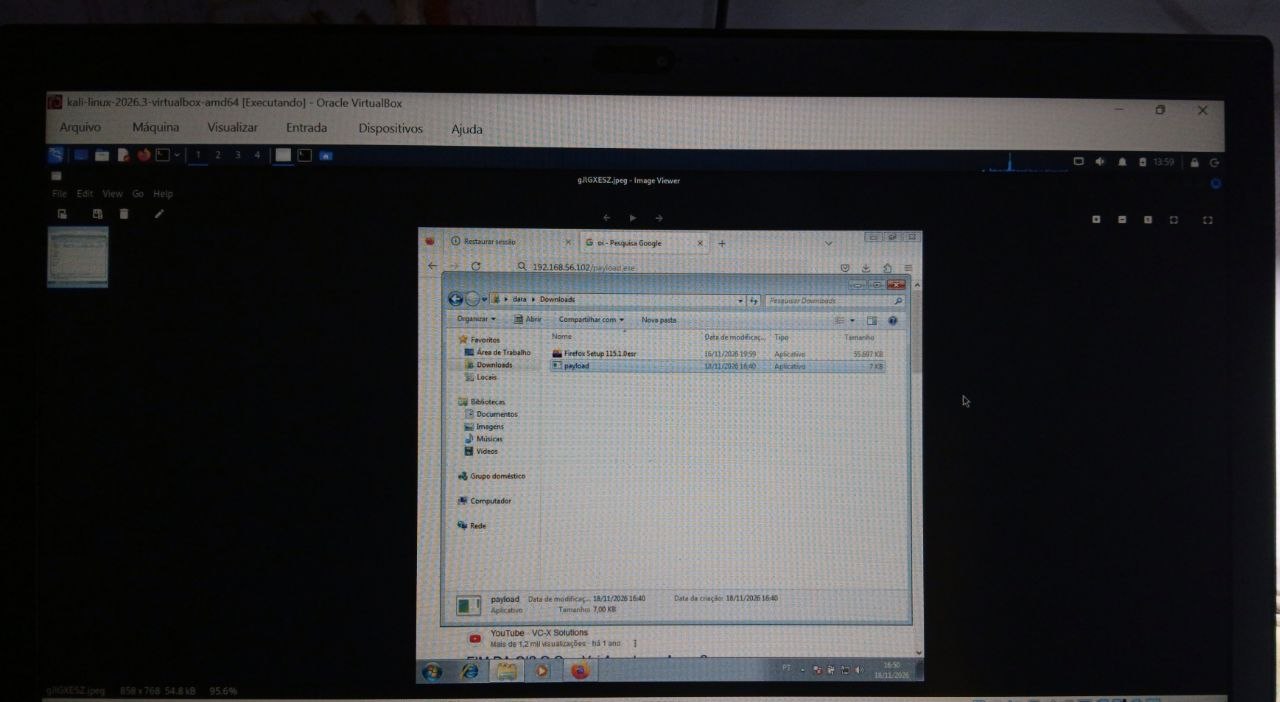 kali-linux-2026.3-virtualbox-amd64 [Executando] - Oracle VirtualBox
Arquivo Máquina Visualizar Entrada Dispositivos Ajuda
1 2 3 4 13:59
gJIGXESZ.jpeg - Image Viewer
File Edit View Go Help
Restaurar sessão oi - Pesquisa Google
192.168.56.102/payload.exe
data Downloads Pesquisar Downloads
Organizar Abrir Compartilhar com Nova pasta
Nome Data de modificaç... Tipo Tamanho
Favoritos
Área de Trabalho
Downloads
Locais
Firefox Setup 115.1.0esr 16/11/2026 19:59 Aplicativo 55.697 KB
payload 18/11/2026 16:40 Aplicativo 7 KB
Bibliotecas
Documentos
Imagens
Músicas
Vídeos
Grupo doméstico
Computador
Rede
payload Data de modificaç... 18/11/2026 16:40 Data da criação: 18/11/2026 16:40
Aplicativo Tamanho: 7,00 KB
YouTube · VC-X Solutions
Mais de 1,2 mil visualizações · há 1 ano
PT 16:50
18/11/2026
gJIGXESZ.jpeg 858 x 768 54.8 kB 95.6%